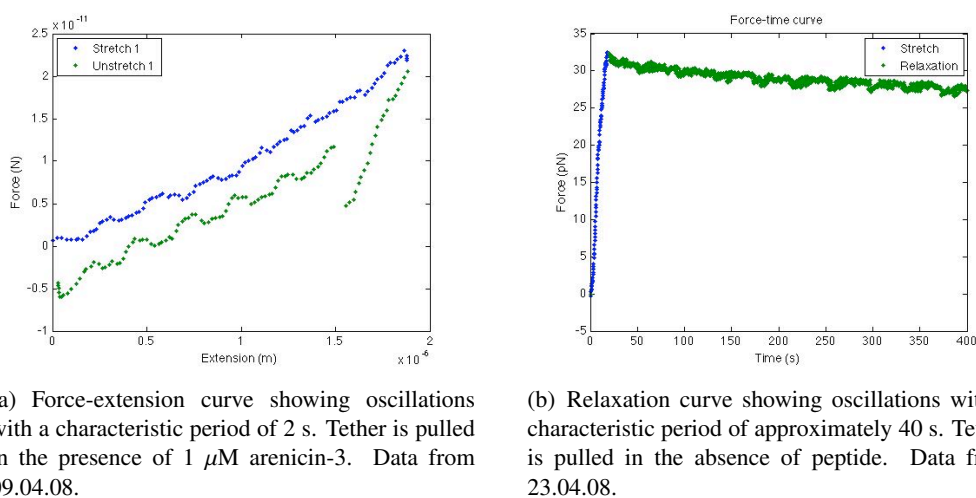 x 10⁻¹¹
2.5
2
1.5
1
0.5
0
-0.5
-1
Force (N)
Stretch 1
Unstretch 1
0 0.5 1 1.5 2
Extension (m)
x 10⁻⁶
Force-time curve
35
30
25
20
15
10
5
0
-5
Force (pN)
Stretch
Relaxation
0 50 100 150 200 250 300 350 400
Time (s)
a) Force-extension curve showing oscillations
with a characteristic period of 2 s. Tether is pulled
n the presence of 1 μM arenicin-3. Data from
09.04.08.
(b) Relaxation curve showing oscillations wit
characteristic period of approximately 40 s. Tet
is pulled in the absence of peptide. Data fr
23.04.08.